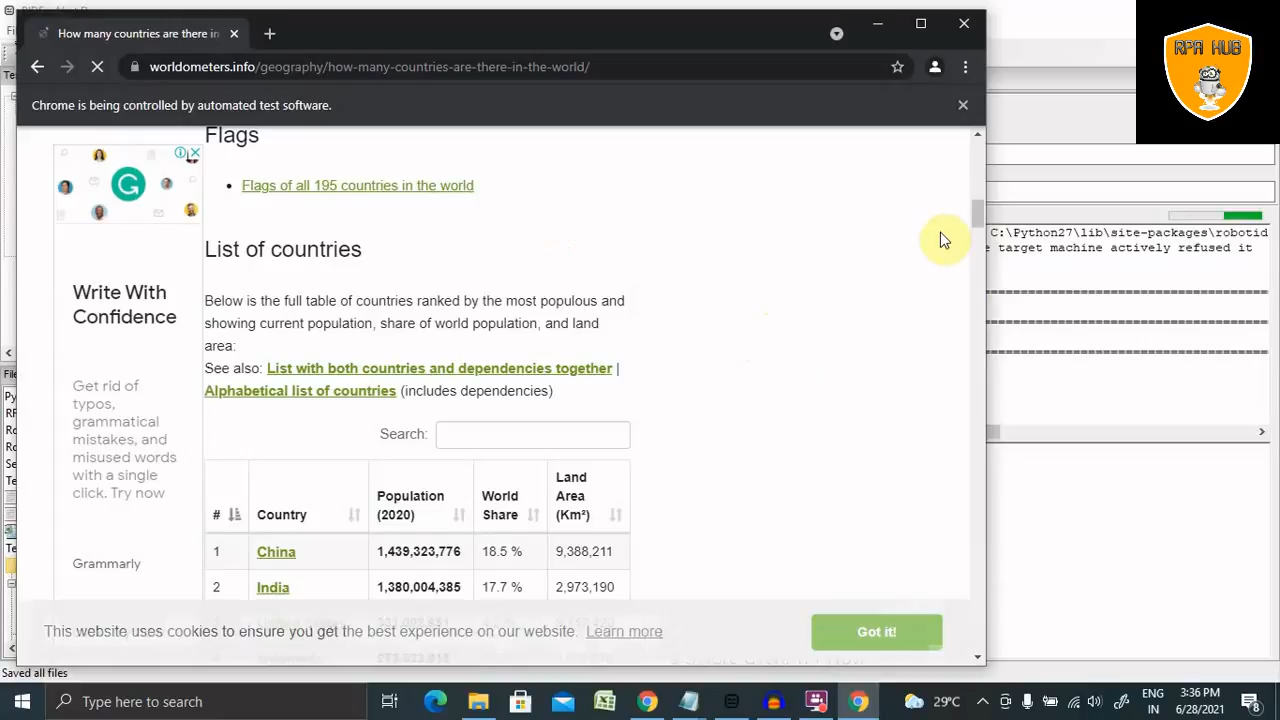 How many countries are there in
worldometers.info/geography/how-many-countries-are-there-in-the-world/
RPA HUB
Chrome is being controlled by automated test software.
Flags
Flags of all 195 countries in the world
List of countries
Below is the full table of countries ranked by the most populous and
showing current population, share of world population, and land
area:
See also: List with both countries and dependencies together |
Alphabetical list of countries (includes dependencies)
Search:
# Country Population (2020) World Share Land Area (Km²)
1 China 1,439,323,776 18.5 % 9,388,211
2 India 1,380,004,385 17.7 % 2,973,190
Write With
Confidence
Get rid of
typos,
grammatical
mistakes, and
misused words
with a single
click. Try now
Grammarly
C:\Python27\lib\site-packages\robotid
e target machine actively refused it
This website uses cookies to ensure you get the best experience on our website. Learn more
Got it!
Saved all files
Type here to search
29°C
ENG
IN
3:36 PM
6/28/2021
8